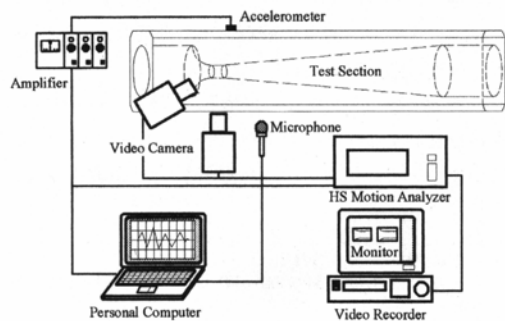 Accelerometer
Amplifier
Test Section
Microphone
Video Camera
HS Motion Analyzer
Monitor
Personal Computer
Video Recorder